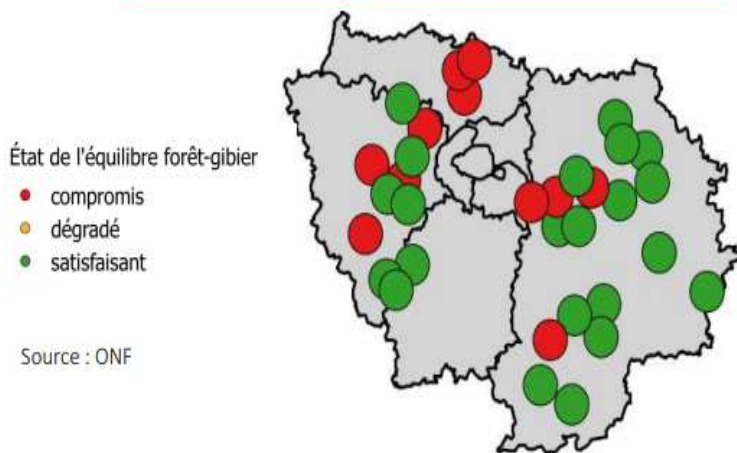 État de l'équilibre forêt-gibier
compromis
dégradé
satisfaisant
Source : ONF